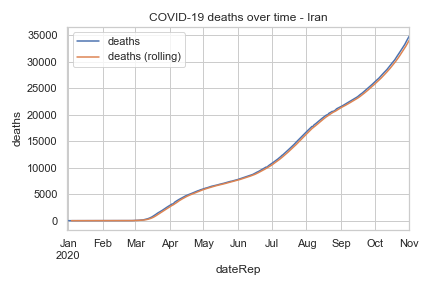 COVID-19 deaths over time - Iran
deaths
deaths (rolling)
35000
30000
25000
20000
15000
10000
5000
0
deaths
Jan Feb Mar Apr May Jun Jul Aug Sep Oct Nov
2020
dateRep